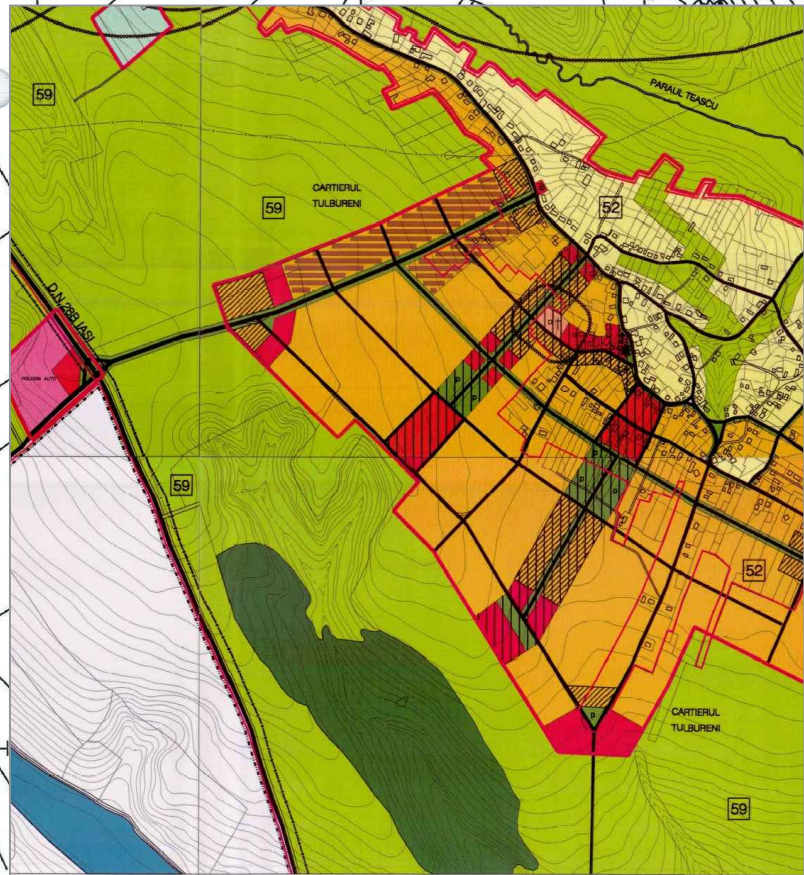 59
PARAUL TEASCU
CARTIERUL
TULBURENI
59
52
D.N. 28B IASI
POLIGON AUTO
P
P
59
P
P
52
P
CARTIERUL
TULBURENI
59